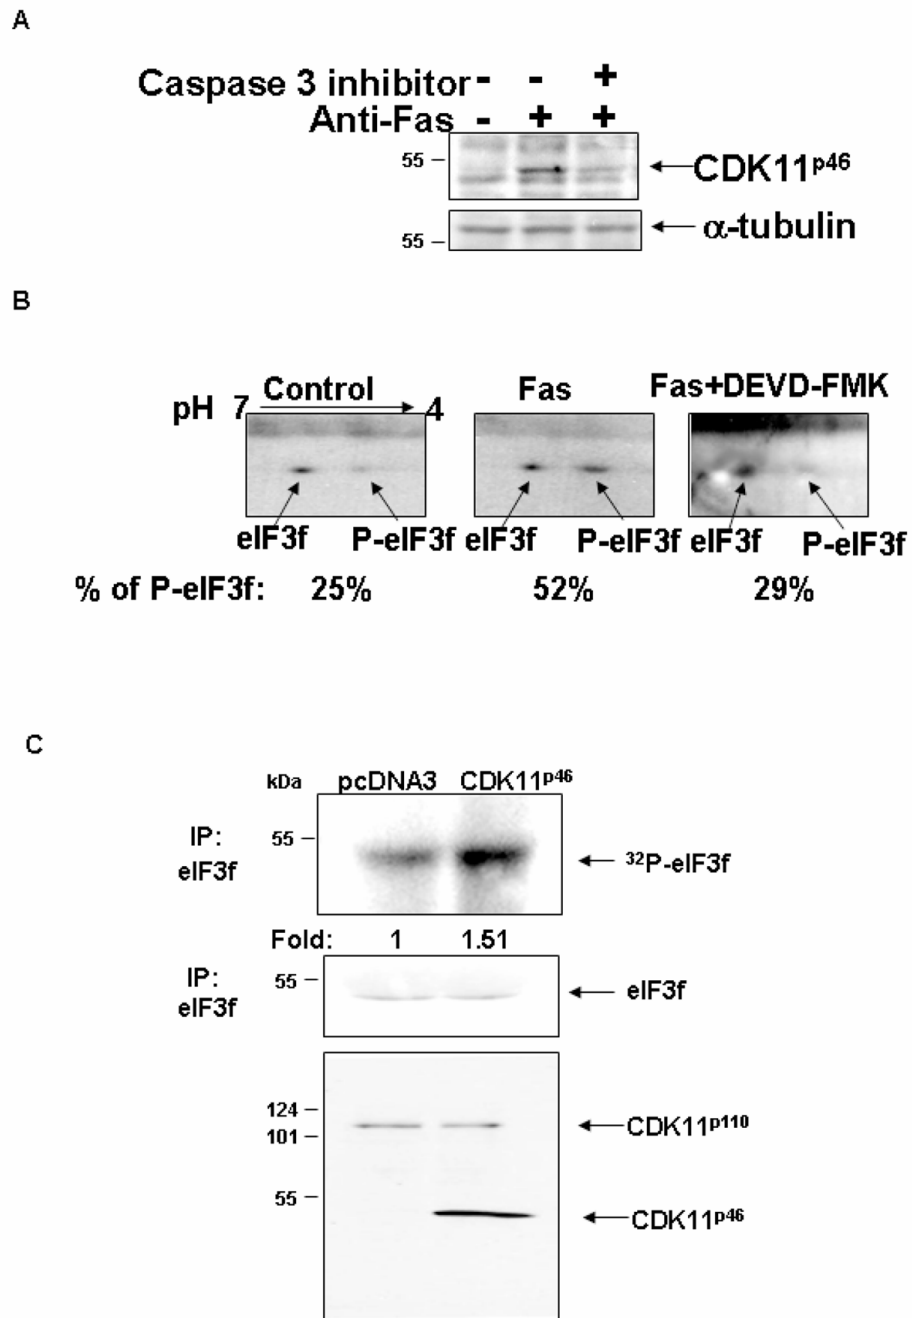 A
Caspase 3 inhibitor - - +
Anti-Fas - + +
55
CDK11p46
α-tubulin
55
B
Control Fas Fas+DEVD-FMK
pH 7 4
eIF3f P-eIF3f eIF3f P-eIF3f eIF3f P-eIF3f
% of P-eIF3f: 25% 52% 29%
C
kDa pcDNA3 CDK11p46
IP:
eIF3f
55
32P-eIF3f
Fold: 1 1.51
IP:
eIF3f
55
eIF3f
124
101
CDK11p110
55
CDK11p46